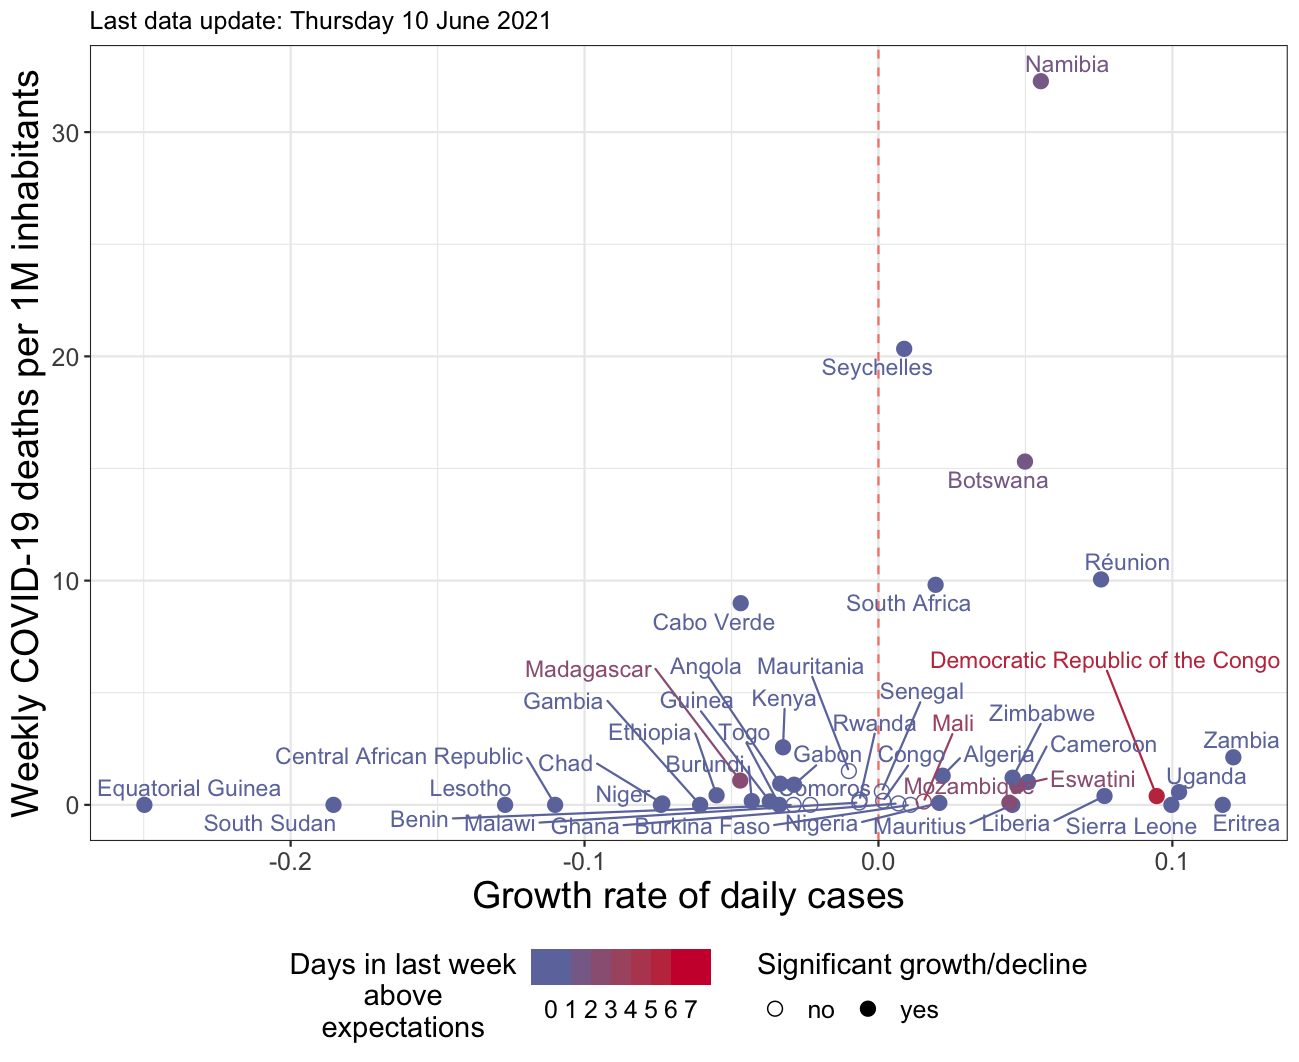 Last data update: Thursday 10 June 2021
Weekly COVID-19 deaths per 1M inhabitants
30
20
10
0
Namibia
Seychelles
Botswana
Réunion
South Africa
Cabo Verde
Madagascar
Angola
Mauritania
Democratic Republic of the Congo
Gambia
Guinea
Kenya
Senegal
Zimbabwe
Ethiopia
Togo
Rwanda
Mali
Central African Republic
Chad
Burundi
Gabon
Congo
Algeria
Cameroon
Zambia
Equatorial Guinea
Lesotho
Niger
Comoros
Mozambique
Eswatini
Uganda
South Sudan
Benin
Malawi
Ghana
Burkina Faso
Nigeria
Mauritius
Liberia
Sierra Leone
Eritrea
-0.2
-0.1
0.0
0.1
Growth rate of daily cases
Days in last week
above
expectations
0 1 2 3 4 5 6 7
Significant growth/decline
no
yes